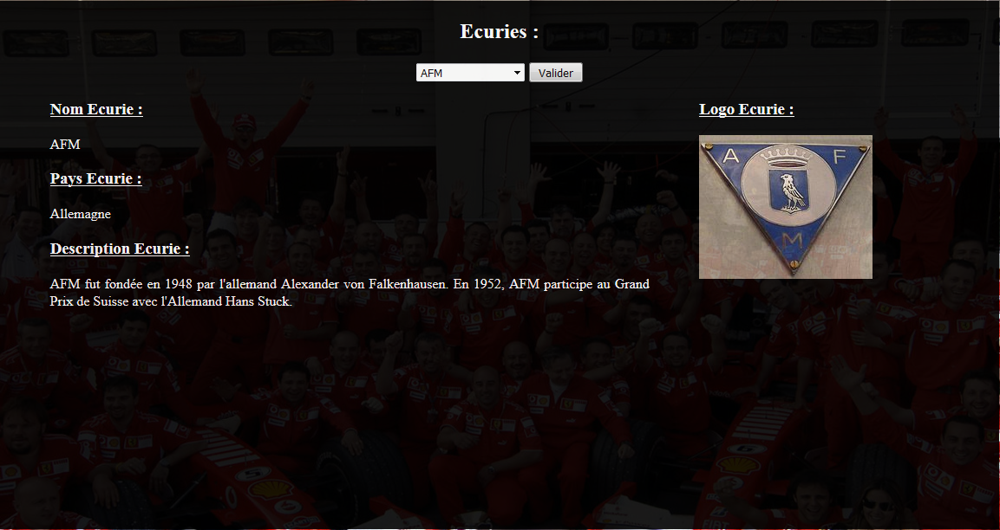 Ecuries :
AFM
Valider
Nom Ecurie :
AFM
Pays Ecurie :
Allemagne
Description Ecurie :
AFM fut fondée en 1948 par l'allemand Alexander von Falkenhausen. En 1952, AFM participe au Grand
Prix de Suisse avec l'Allemand Hans Stuck.
Logo Ecurie :
A F
M